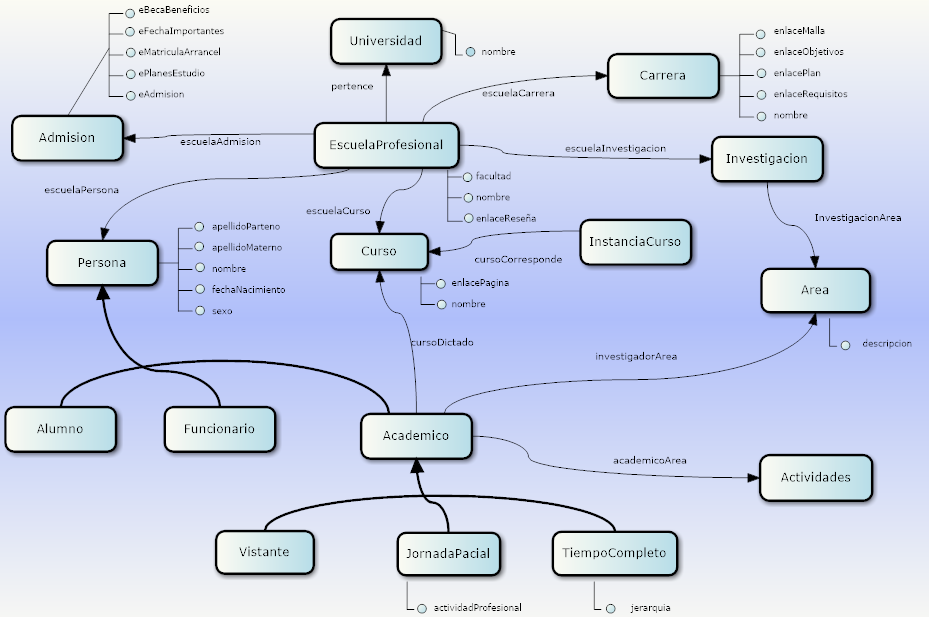 eBecaBeneficios
eFechaImportantes
eMatriculaArrancel
ePlanesEstudio
eAdmision
Universidad
nombre
pertence
escuelaCarrera
Carrera
enlaceMalla
enlaceObjetivos
enlacePlan
enlaceRequisitos
nombre
Admision
escuelaAdmision
EscuelaProfesional
escuelaInvestigacion
Investigacion
facultad
nombre
enlaceReseña
escuelaPersona
escuelaCurso
InvestigacionArea
Persona
apellidoParteno
apellidoMaterno
nombre
fechaNacimiento
sexo
Curso
cursoCorresponde
InstanciaCurso
enlacePagina
nombre
Area
descripcion
cursoDictado
investigadorArea
Alumno
Funcionario
Academico
academicoArea
Actividades
Vistante
JornadaPacial
TiempoCompleto
actividadProfesional
jerarquia